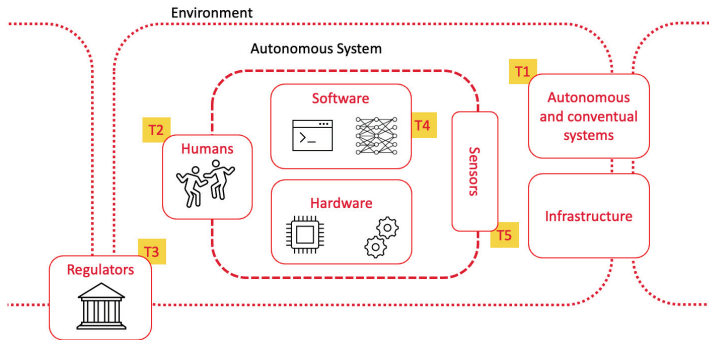 Environment
Autonomous System
T1
Software
Autonomous
and conventual
systems
T2
T4
Humans
>_
Sensors
Hardware
Infrastructure
T5
T3
Regulators